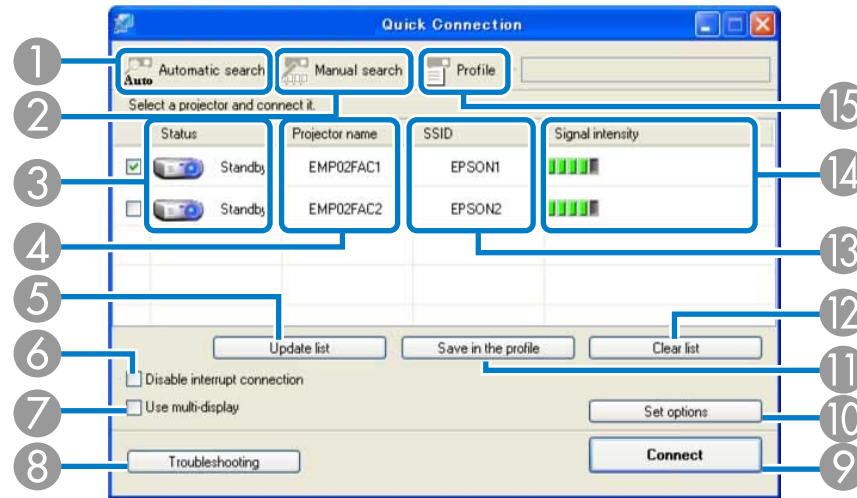 Quick Connection
1 Auto Automatic search Manual search Profile
2 Select a projector and connect it. 15
Status Projector name SSID Signal intensity
3 Standby EMP02FAC1 EPSON1 14
Standby EMP02FAC2 EPSON2
4 13
5 12
Update list Save in the profile Clear list
6 Disable interrupt connection 11
7 Use multi-display Set options 10
8 Troubleshooting Connect 9